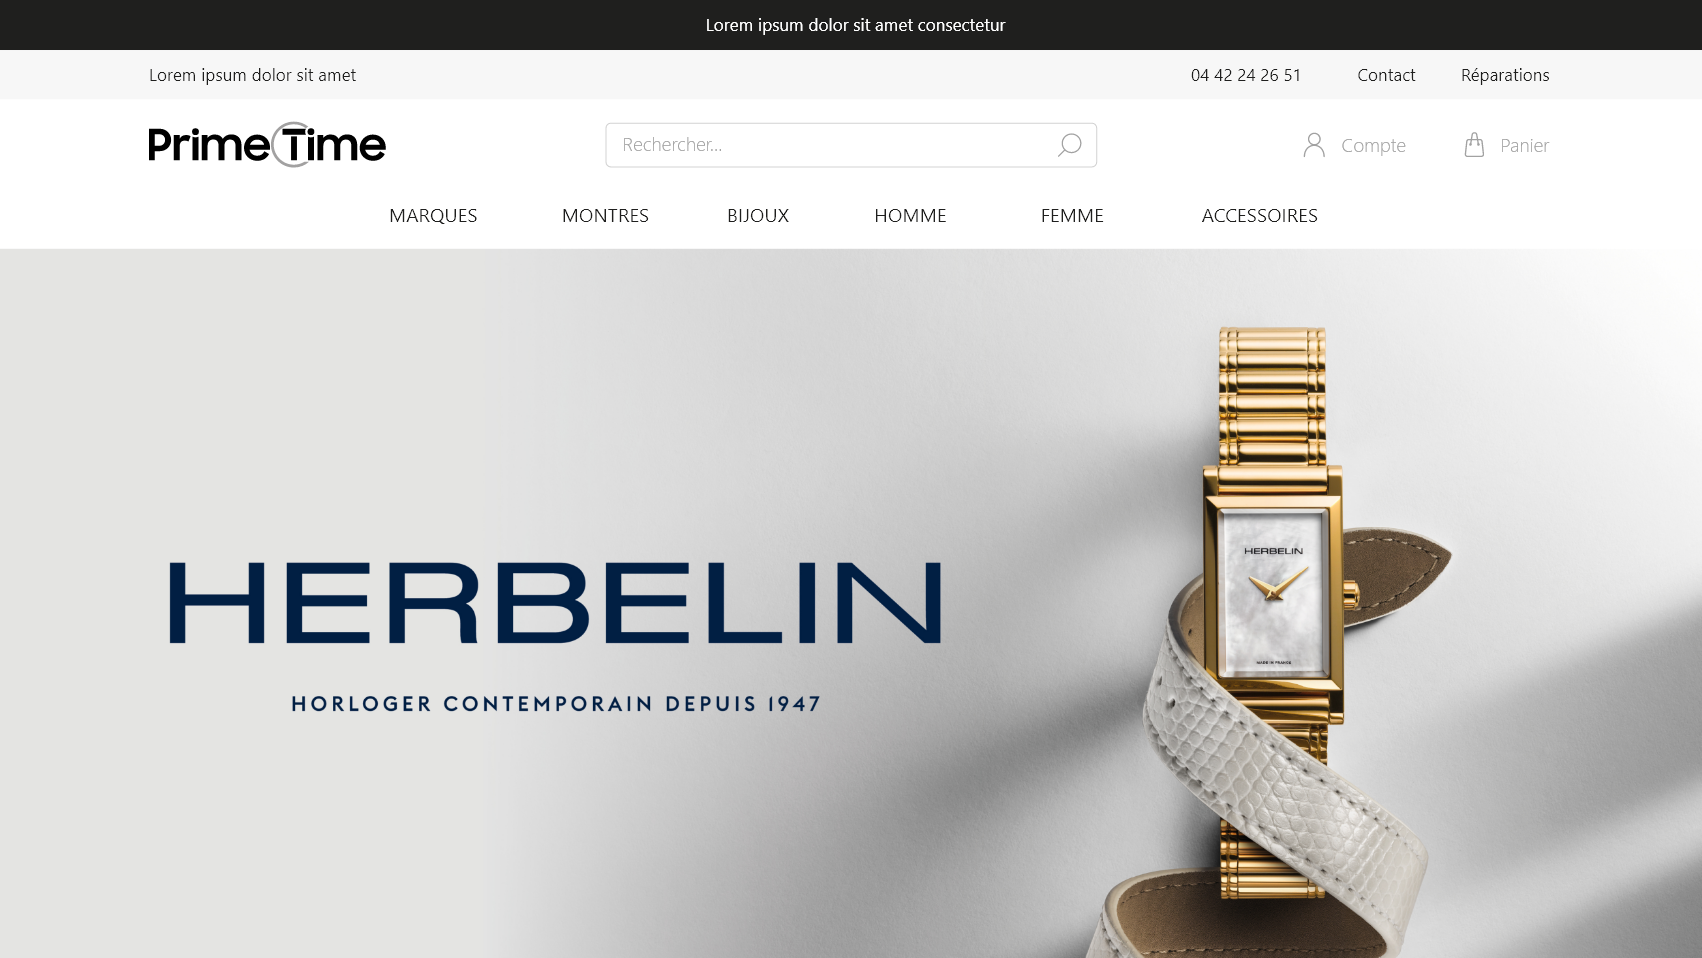 Lorem ipsum dolor sit amet consectetur
Lorem ipsum dolor sit amet
04 42 24 26 51
Contact
Réparations
PrimeTime
Rechercher...
Compte
Panier
MARQUES
MONTRES
BIJOUX
HOMME
FEMME
ACCESSOIRES
HERBELIN
HORLOGER CONTEMPORAIN DEPUIS 1947
HERBELIN
MADE IN FRANCE